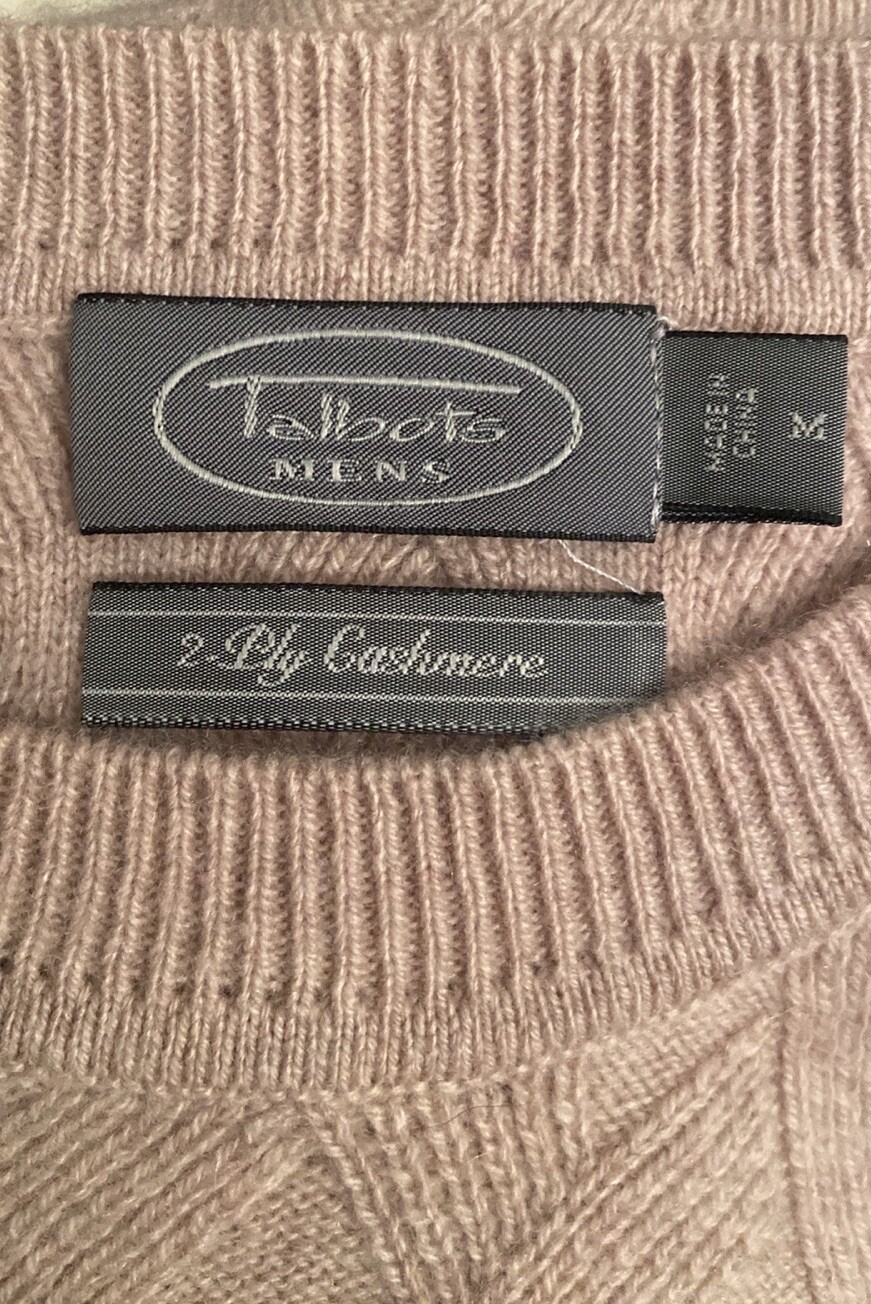 Talbots
MENS
MADE IN
CHINA
M
2-Ply Cashmere